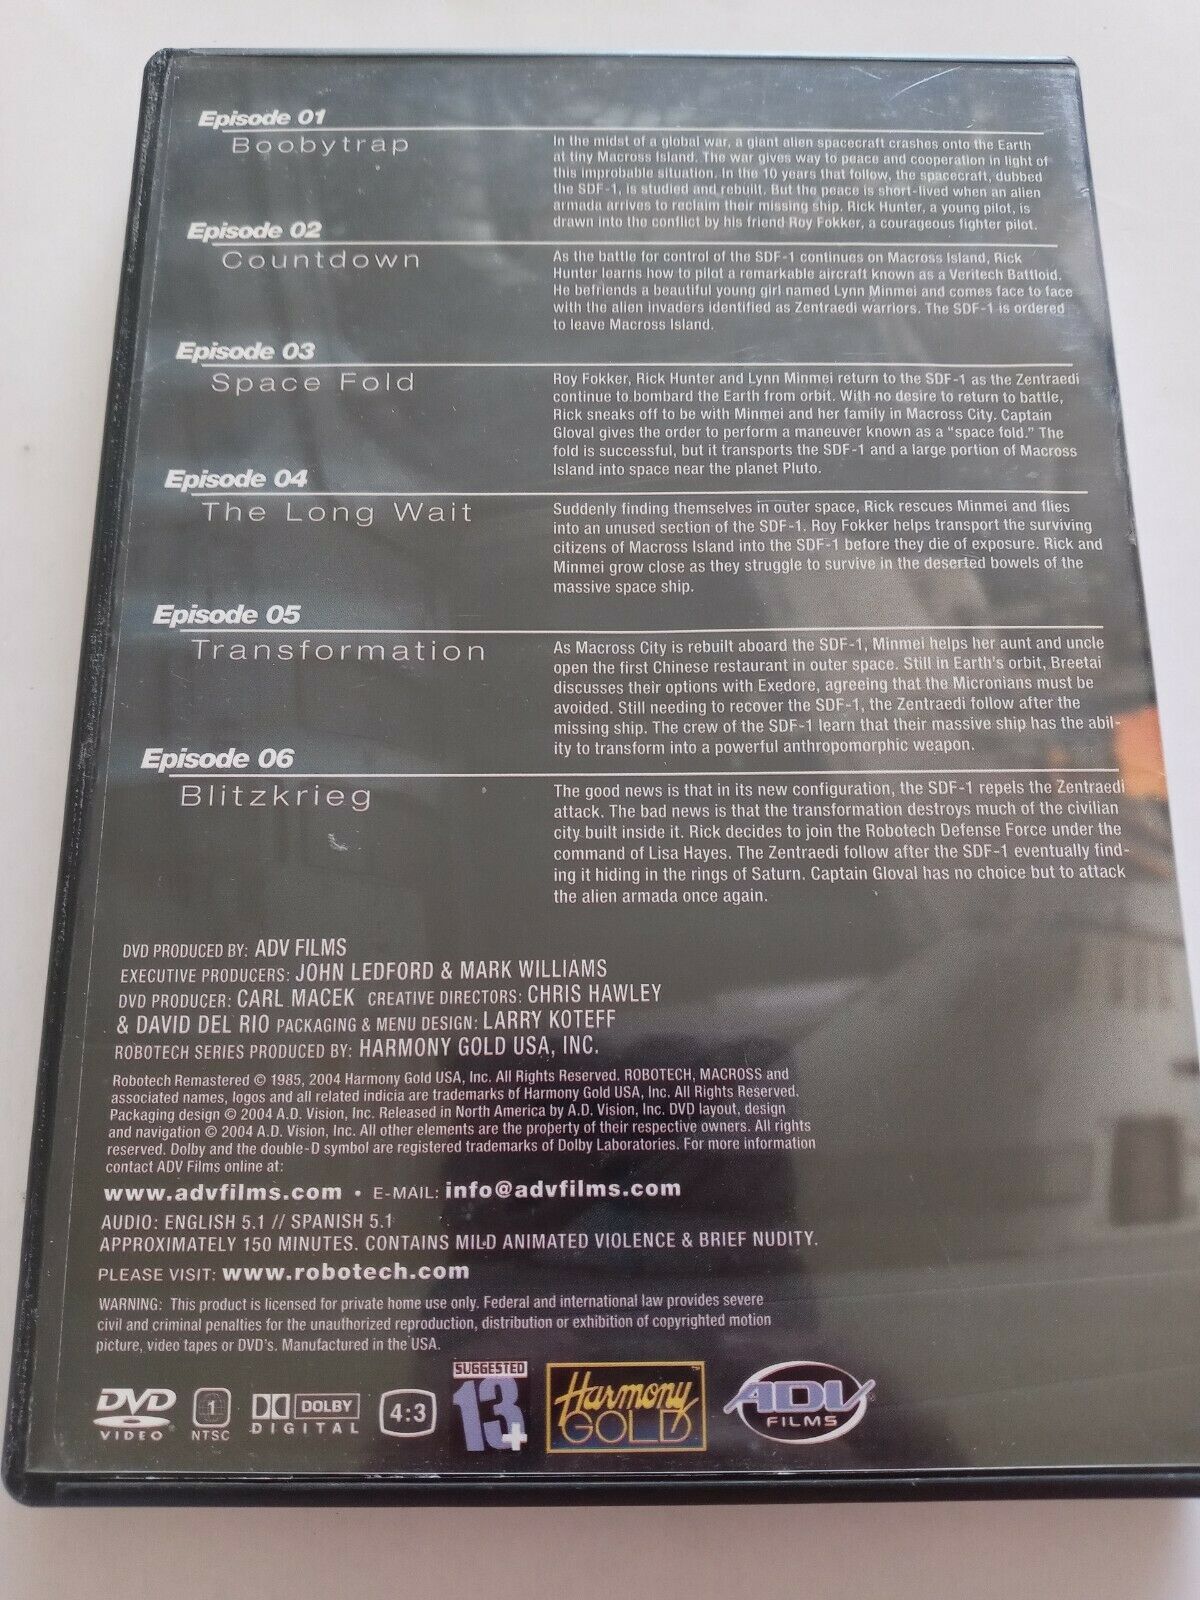 Episode 01
Boobytrap
In the midst of a global war, a giant alien spacecraft crashes onto the Earth
at tiny Macross Island. The war gives way to peace and cooperation in light of
this improbable situation. In the 10 years that follow, the spacecraft, dubbed
the SDF-1, is studied and rebuilt. But the peace is short-lived when an alien
armada arrives to reclaim their missing ship. Rick Hunter, a young pilot, is
drawn into the conflict by his friend Roy Fokker, a courageous fighter pilot.
Episode 02
Countdown
As the battle for control of the SDF-1 continues on Macross Island, Rick
Hunter learns how to pilot a remarkable aircraft known as a Veritech Battloid.
He befriends a beautiful young girl named Lynn Minmei and comes face to face
with the alien invaders identified as Zentraedi warriors. The SDF-1 is ordered
to leave Macross Island.
Episode 03
Space Fold
Roy Fokker, Rick Hunter and Lynn Minmei return to the SDF-1 as the Zentraedi
continue to bombard the Earth from orbit. With no desire to return to battle,
Rick sneaks off to be with Minmei and her family in Macross City. Captain
Gloval gives the order to perform a maneuver known as a "space fold." The
fold is successful, but it transports the SDF-1 and a large portion of Macross
Island into space near the planet Pluto.
Episode 04
The Long Wait
Suddenly finding themselves in outer space, Rick rescues Minmei and flies
into an unused section of the SDF-1. Roy Fokker helps transport the surviving
citizens of Macross Island into the SDF-1 before they die of exposure. Rick and
Minmei grow close as they struggle to survive in the deserted bowels of the
massive space ship.
Episode 05
Transformation
As Macross City is rebuilt aboard the SDF-1, Minmei helps her aunt and uncle
open the first Chinese restaurant in outer space. Still in Earth's orbit, Breetai
discusses their options with Exedore, agreeing that the Micronians must be
avoided. Still needing to recover the SDF-1, the Zentraedi follow after the
missing ship. The crew of the SDF-1 learn that their massive ship has the abil-
ity to transform into a powerful anthropomorphic weapon.
Episode 06
Blitzkrieg
The good news is that in its new configuration, the SDF-1 repels the Zentraedi
attack. The bad news is that the transformation destroys much of the civilian
city built inside it. Rick decides to join the Robotech Defense Force under the
command of Lisa Hayes. The Zentraedi follow after the SDF-1 eventually find-
ing it hiding in the rings of Saturn. Captain Gloval has no choice but to attack
the alien armada once again.
DVD PRODUCED BY: ADV FILMS
EXECUTIVE PRODUCERS: JOHN LEDFORD & MARK WILLIAMS
DVD PRODUCER: CARL MACEK CREATIVE DIRECTORS: CHRIS HAWLEY
& DAVID DEL RIO PACKAGING & MENU DESIGN: LARRY KOTEFF
ROBOTECH SERIES PRODUCED BY: HARMONY GOLD USA, INC.
Robotech Remastered © 1985, 2004 Harmony Gold USA, Inc. All Rights Reserved. ROBOTECH, MACROSS and
associated names, logos and all related indicia are trademarks of Harmony Gold USA, Inc. All Rights Reserved.
Packaging design © 2004 A.D. Vision, Inc. Released in North America by A.D. Vision, Inc. DVD layout, design
and navigation © 2004 A.D. Vision, Inc. All other elements are the property of their respective owners. All rights
reserved. Dolby and the double-D symbol are registered trademarks of Dolby Laboratories. For more information
contact ADV Films online at:
www.advfilms.com • E-MAIL: info@advfilms.com
AUDIO: ENGLISH 5.1 // SPANISH 5.1
APPROXIMATELY 150 MINUTES. CONTAINS MILD ANIMATED VIOLENCE & BRIEF NUDITY.
PLEASE VISIT: www.robotech.com
WARNING: This product is licensed for private home use only. Federal and international law provides severe
civil and criminal penalties for the unauthorized reproduction, distribution or exhibition of copyrighted motion
picture, video tapes or DVD's. Manufactured in the USA.
DVD VIDEO
1 NTSC
DOLBY DIGITAL
4:3
SUGGESTED 13+
Harmony GOLD™
ADV FILMS